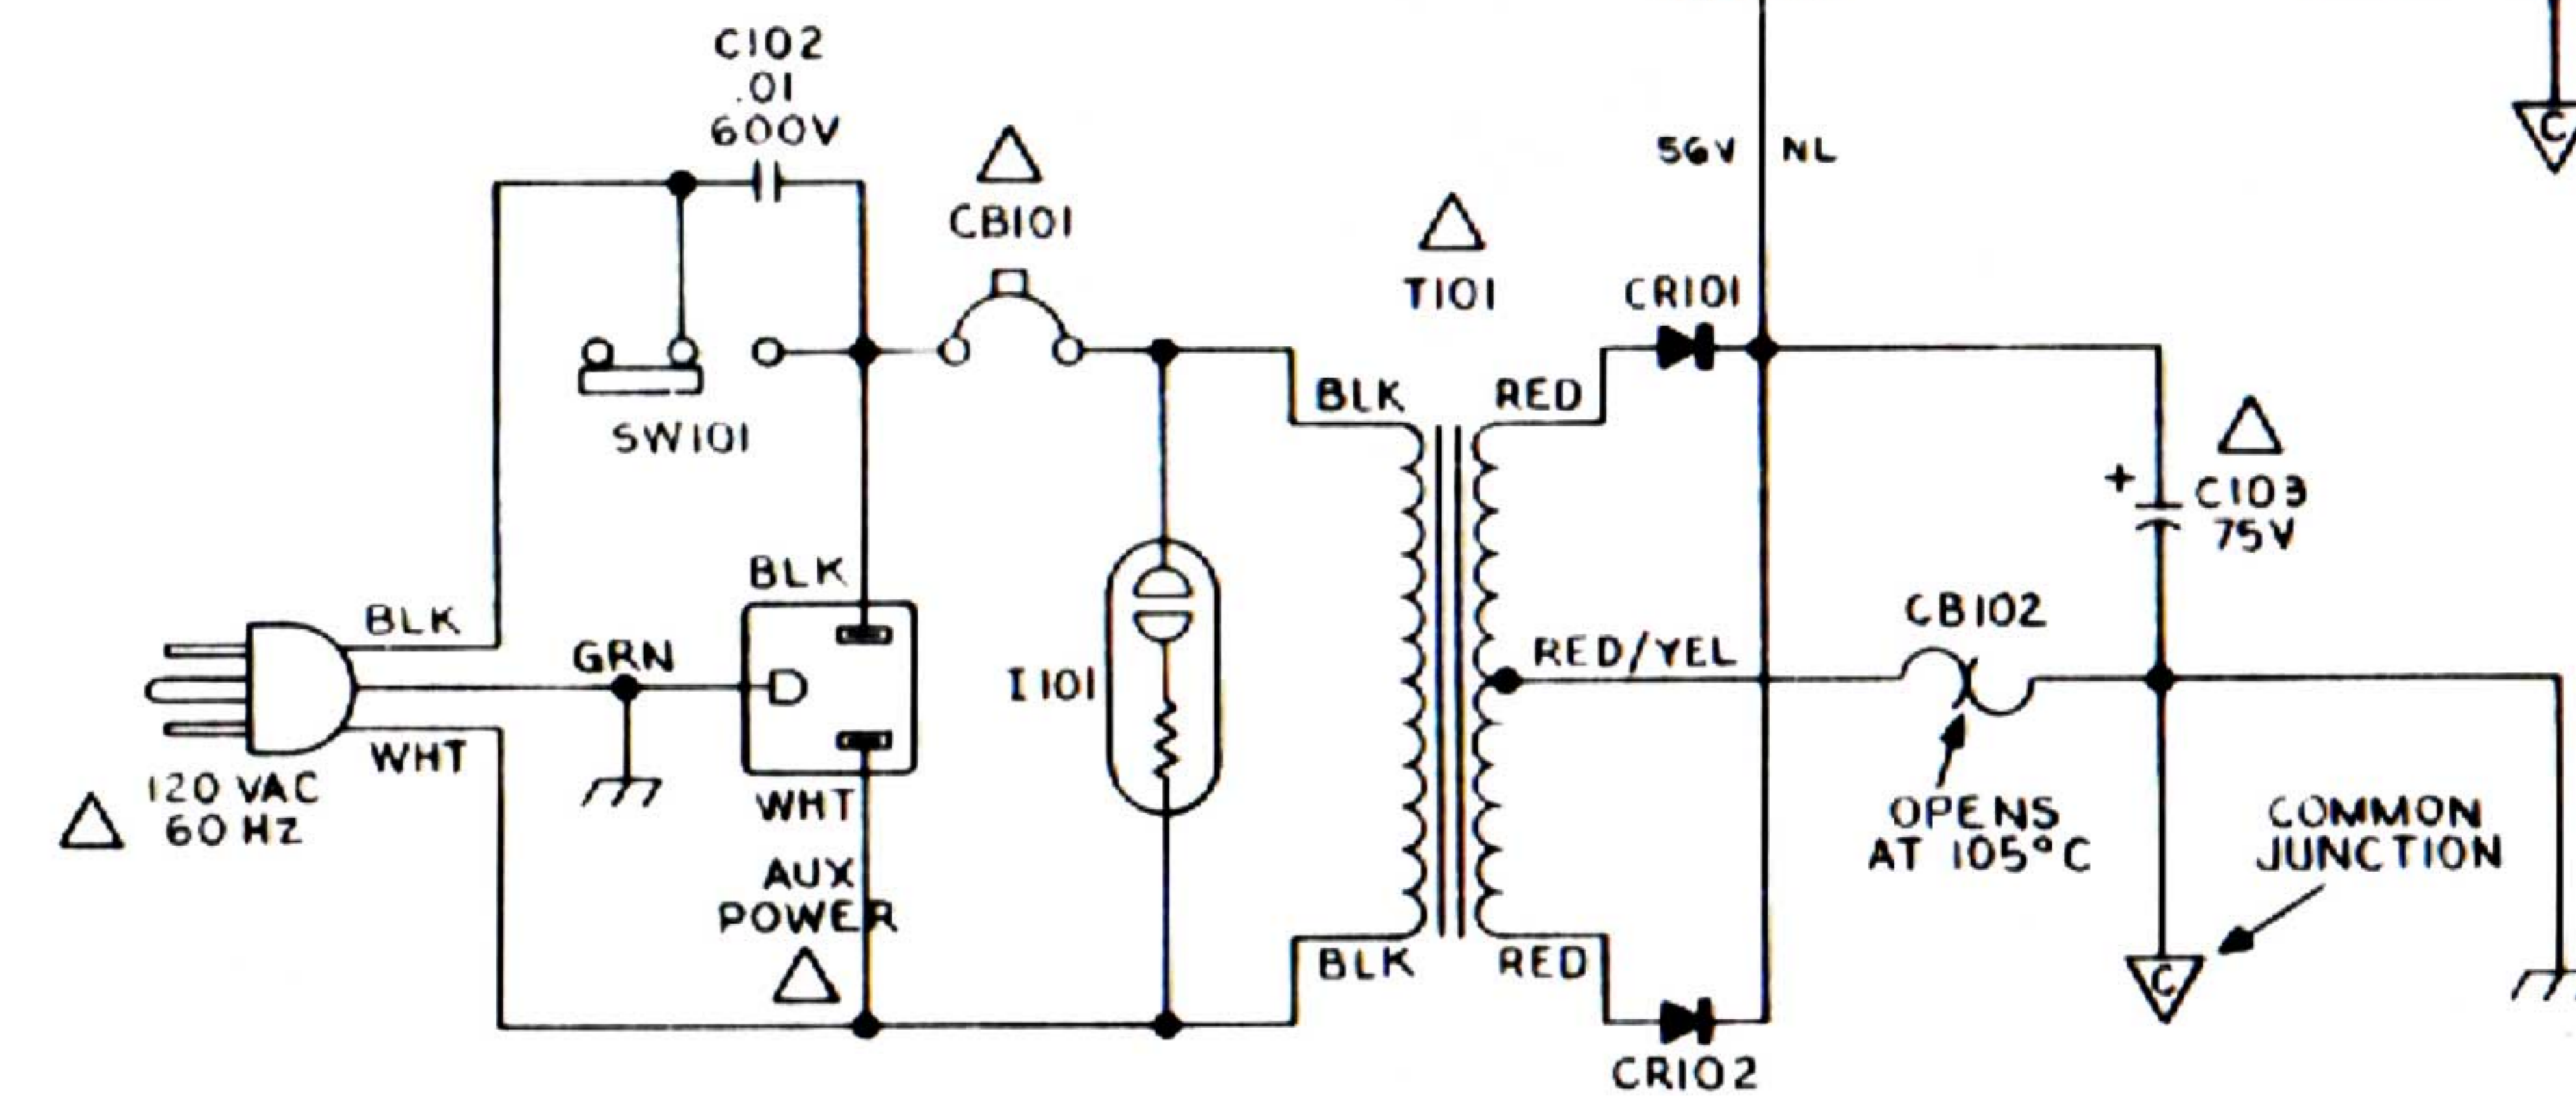 C102
.01
600V
CB101
56V NL
C
T101
CR101
BLK
RED
SW101
+
C103
75V
BLK
BLK
CB102
GRN
RED/YEL
I101
WHT
120 VAC
60 HZ
WHT
OPENS
AT 105°C
COMMON
JUNCTION
AUX
POWER
BLK
RED
C
CR102